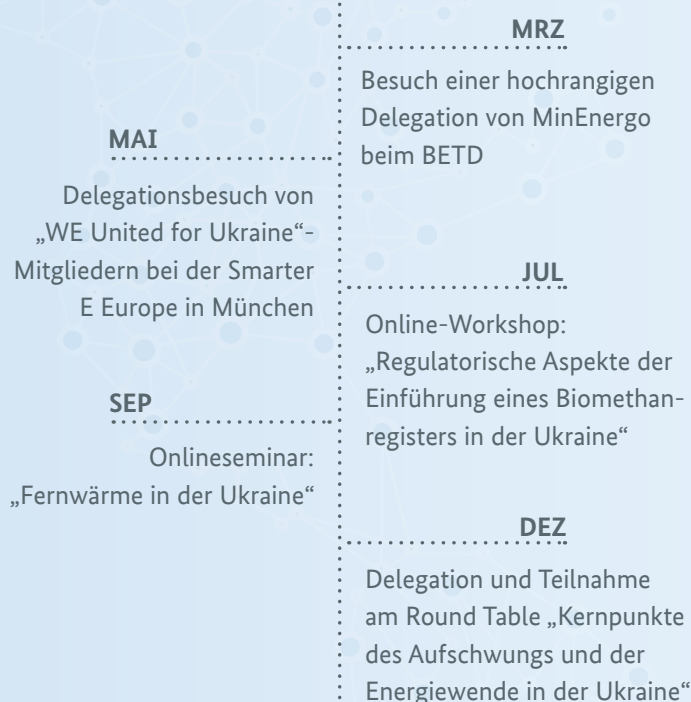 MRZ
Besuch einer hochrangigen
Delegation von MinEnergo
beim BETD
MAI
Delegationsbesuch von
„WE United for Ukraine“-
Mitgliedern bei der Smarter
E Europe in München
JUL
Online-Workshop:
„Regulatorische Aspekte der
Einführung eines Biomethan-
registers in der Ukraine“
SEP
Onlineseminar:
„Fernwärme in der Ukraine“
DEZ
Delegation und Teilnahme
am Round Table „Kernpunkte
des Aufschwungs und der
Energiewende in der Ukraine“